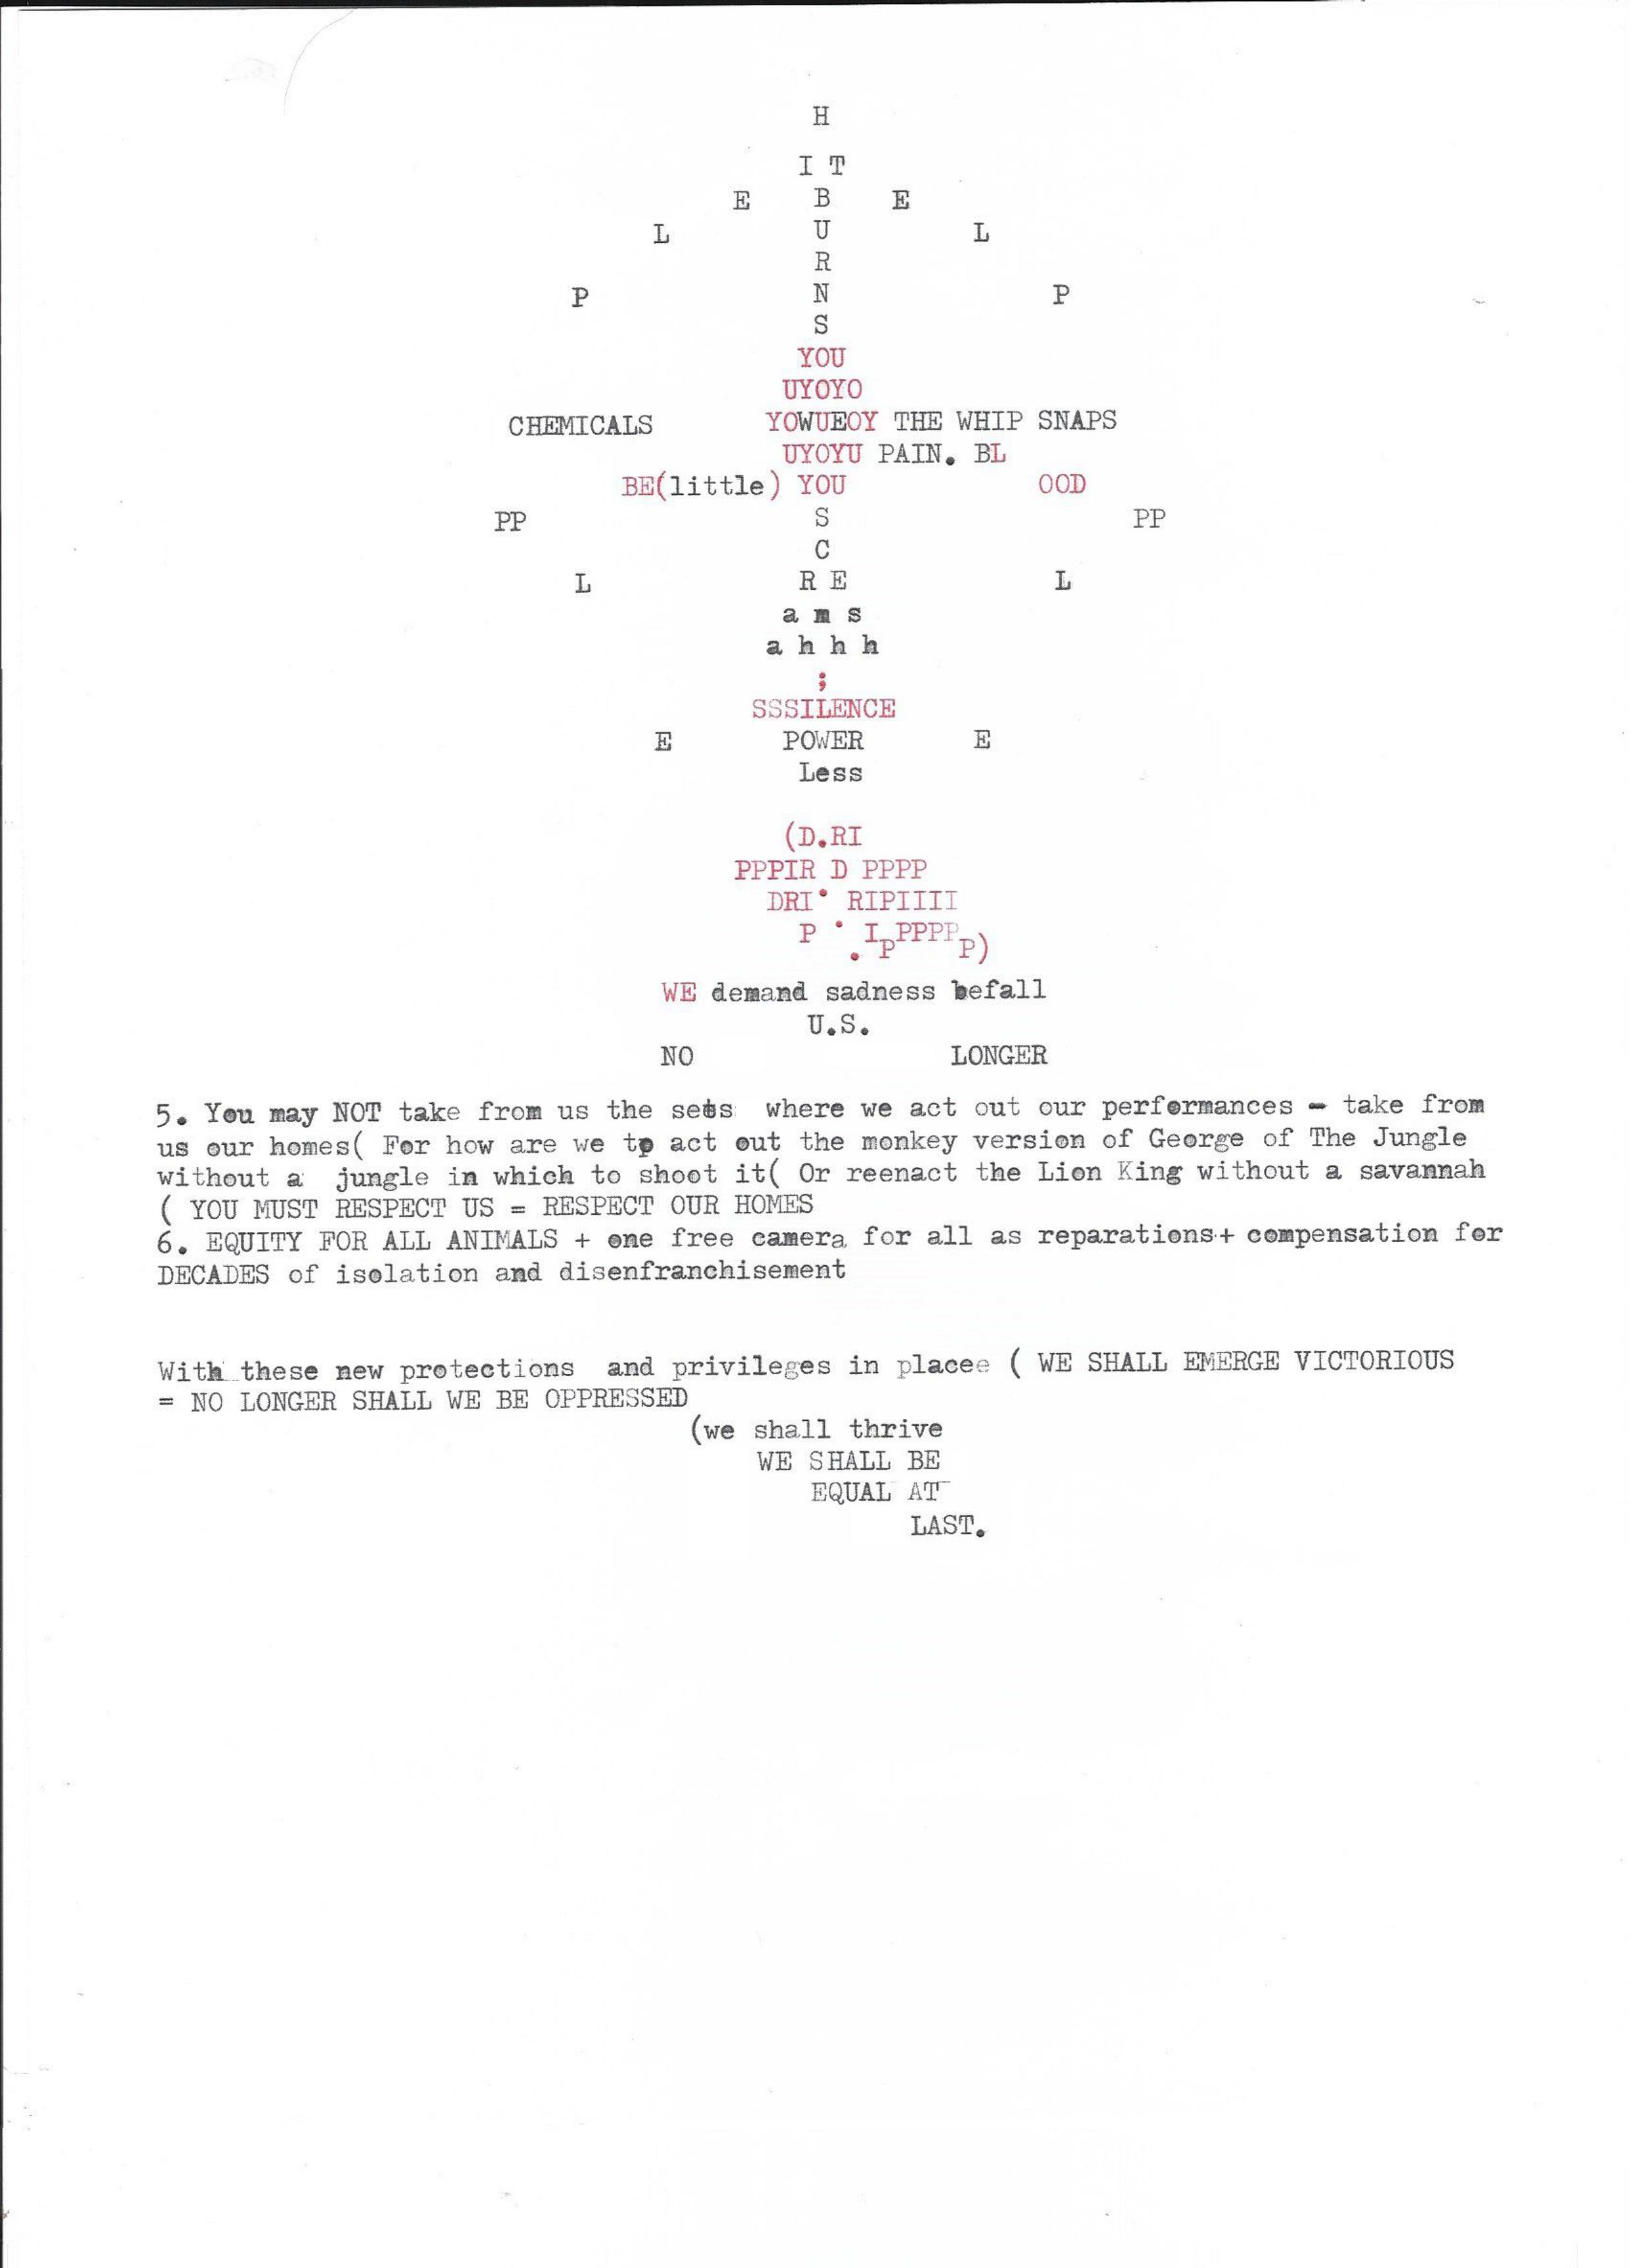 H
I T
E B E
L U L
R
P N P
S
YOU
UYOYO
CHEMICALS YOWUEOY THE WHIP SNAPS
UYOYU PAIN. BL
BE(little) YOU OOD
PP S PP
C
L R E L
a m s
a h h h
;
SSSILENCE
E POWER E
Less
(D.RI
PPPIR D PPPP
DRI• RIPIIII
P • . IPPPPPP)
WE demand sadness befall
U.S.
NO LONGER
5. You may NOT take from us the sets where we act out our performances - take from
us our homes( For how are we to act out the monkey version of George of The Jungle
without a jungle in which to shoot it( Or reenact the Lion King without a savannah
( YOU MUST RESPECT US = RESPECT OUR HOMES
6. EQUITY FOR ALL ANIMALS + one free camera for all as reparations+ compensation for
DECADES of isolation and disenfranchisement
With these new protections and privileges in placee ( WE SHALL EMERGE VICTORIOUS
= NO LONGER SHALL WE BE OPPRESSED
(we shall thrive
WE SHALL BE
EQUAL AT
LAST.